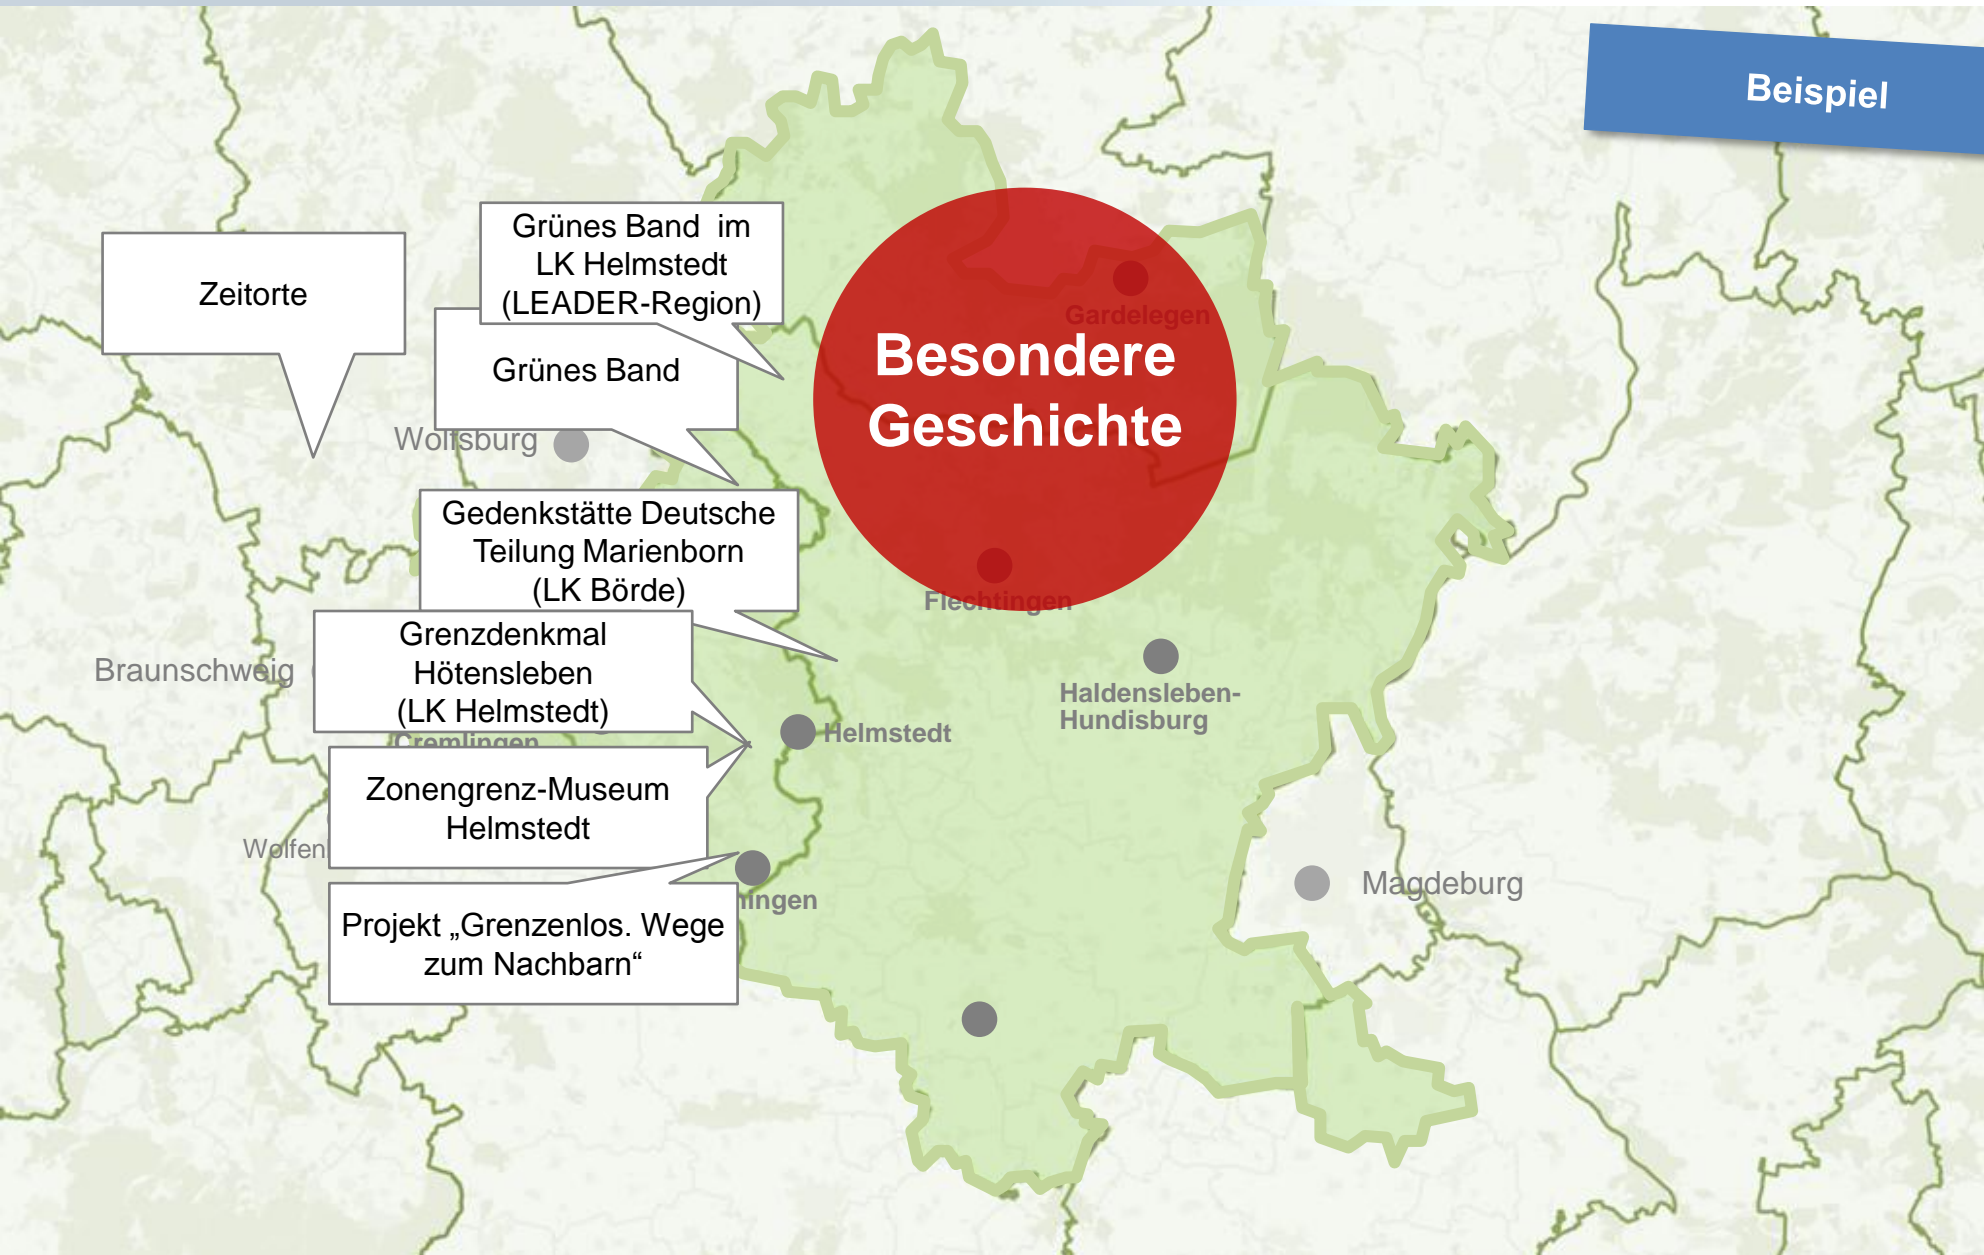 Beispiel
Zeitorte
Grünes Band im
LK Helmstedt
(LEADER-Region)
Grünes Band
Besondere
Geschichte
Gardelegen
Wolfsburg
Gedenkstätte Deutsche
Teilung Marienborn
(LK Börde)
Flechtingen
Grenzdenkmal
Hötensleben
(LK Helmstedt)
Braunschweig
Haldensleben-
Hundisburg
Helmstedt
Cremlingen
Zonengrenz-Museum
Helmstedt
Magdeburg
Projekt „Grenzenlos. Wege
zum Nachbarn“